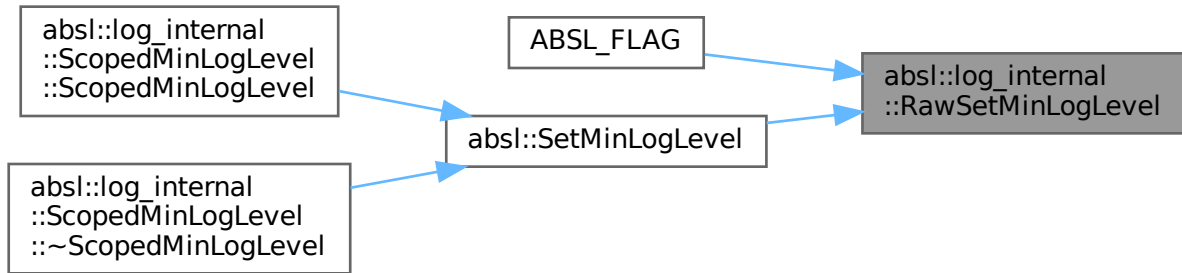 absl::log_internal
::ScopedMinLogLevel
::ScopedMinLogLevel
ABSL_FLAG
absl::log_internal
::RawSetMinLogLevel
absl::SetMinLogLevel
absl::log_internal
::ScopedMinLogLevel
::~ScopedMinLogLevel